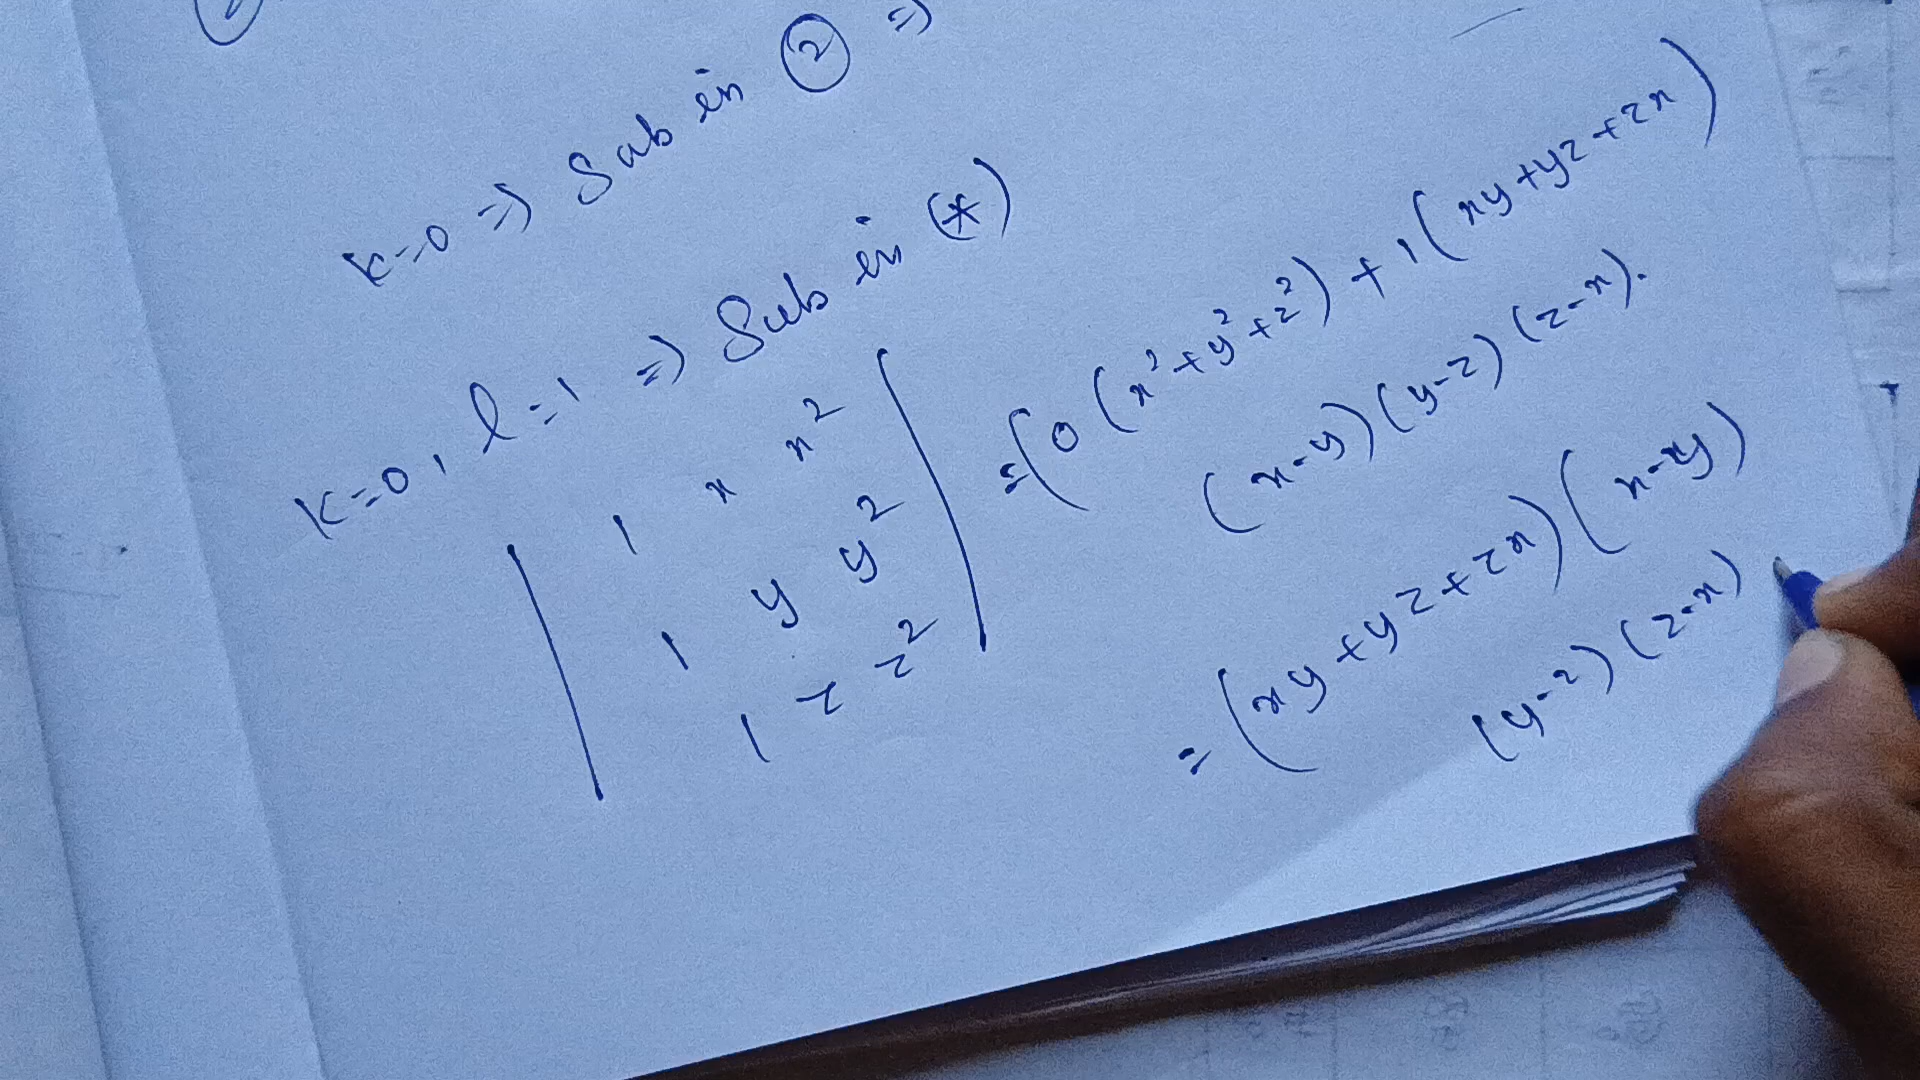 k=0 => Sub in ② =>
k=0, l=1 => Sub in (*)
| 1 x x² |
| 1 y y² |
| 1 z z² |
= (0 (x²+y²+z²) + 1 (xy+yz+zx)
(x-y) (y-z) (z-x).
= (xy+yz+zx) (x-y)
(y-z) (z-x)